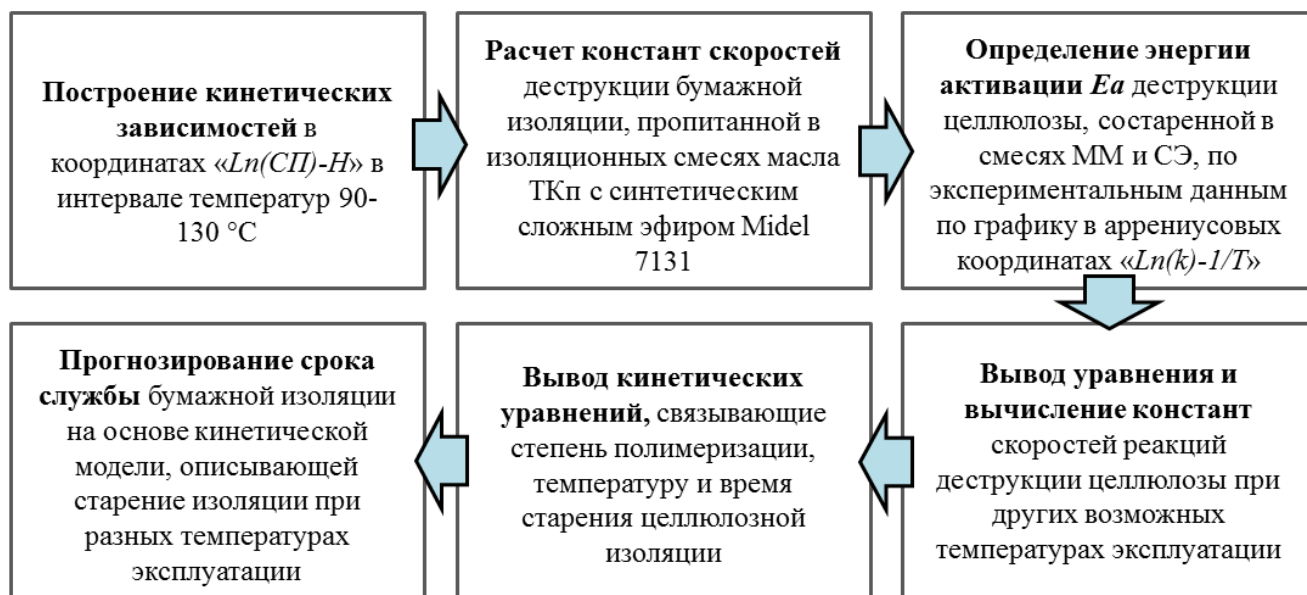 Построение кинетических
зависимостей в
координатах «Ln(СП)-H» в
интервале температур 90-
130 °C
Расчет констант скоростей
деструкции бумажной
изоляции, пропитанной в
изоляционных смесях масла
ТКп с синтетическим
сложным эфиром Midel
7131
Определение энергии
активации Ea деструкции
целлюлозы, состаренной в
смесях ММ и СЭ, по
экспериментальным данным
по графику в аррениусовых
координатах «Ln(k)-1/T»
Вывод уравнения и
вычисление констант
скоростей реакций
деструкции целлюлозы при
других возможных
температурах эксплуатации
Вывод кинетических
уравнений, связывающие
степень полимеризации,
температуру и время
старения целлюлозной
изоляции
Прогнозирование срока
службы бумажной изоляции
на основе кинетической
модели, описывающей
старение изоляции при
разных температурах
эксплуатации